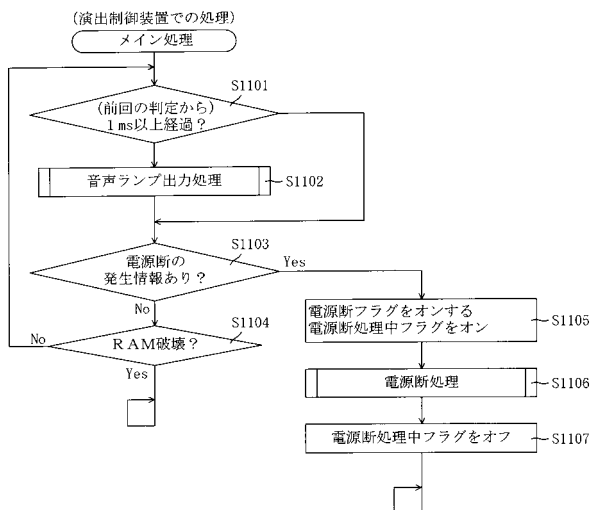 (演出制御装置での処理)
メイン処理
S1101
(前回の判定から)
1ms以上経過？
音声ランプ出力処理
S1102
S1103
電源断の
発生情報あり？
Yes
No
S1104
RAM破壊？
No
Yes
電源断フラグをオンする
電源断処理中フラグをオン
S1105
電源断処理
S1106
電源断処理中フラグをオフ
S1107